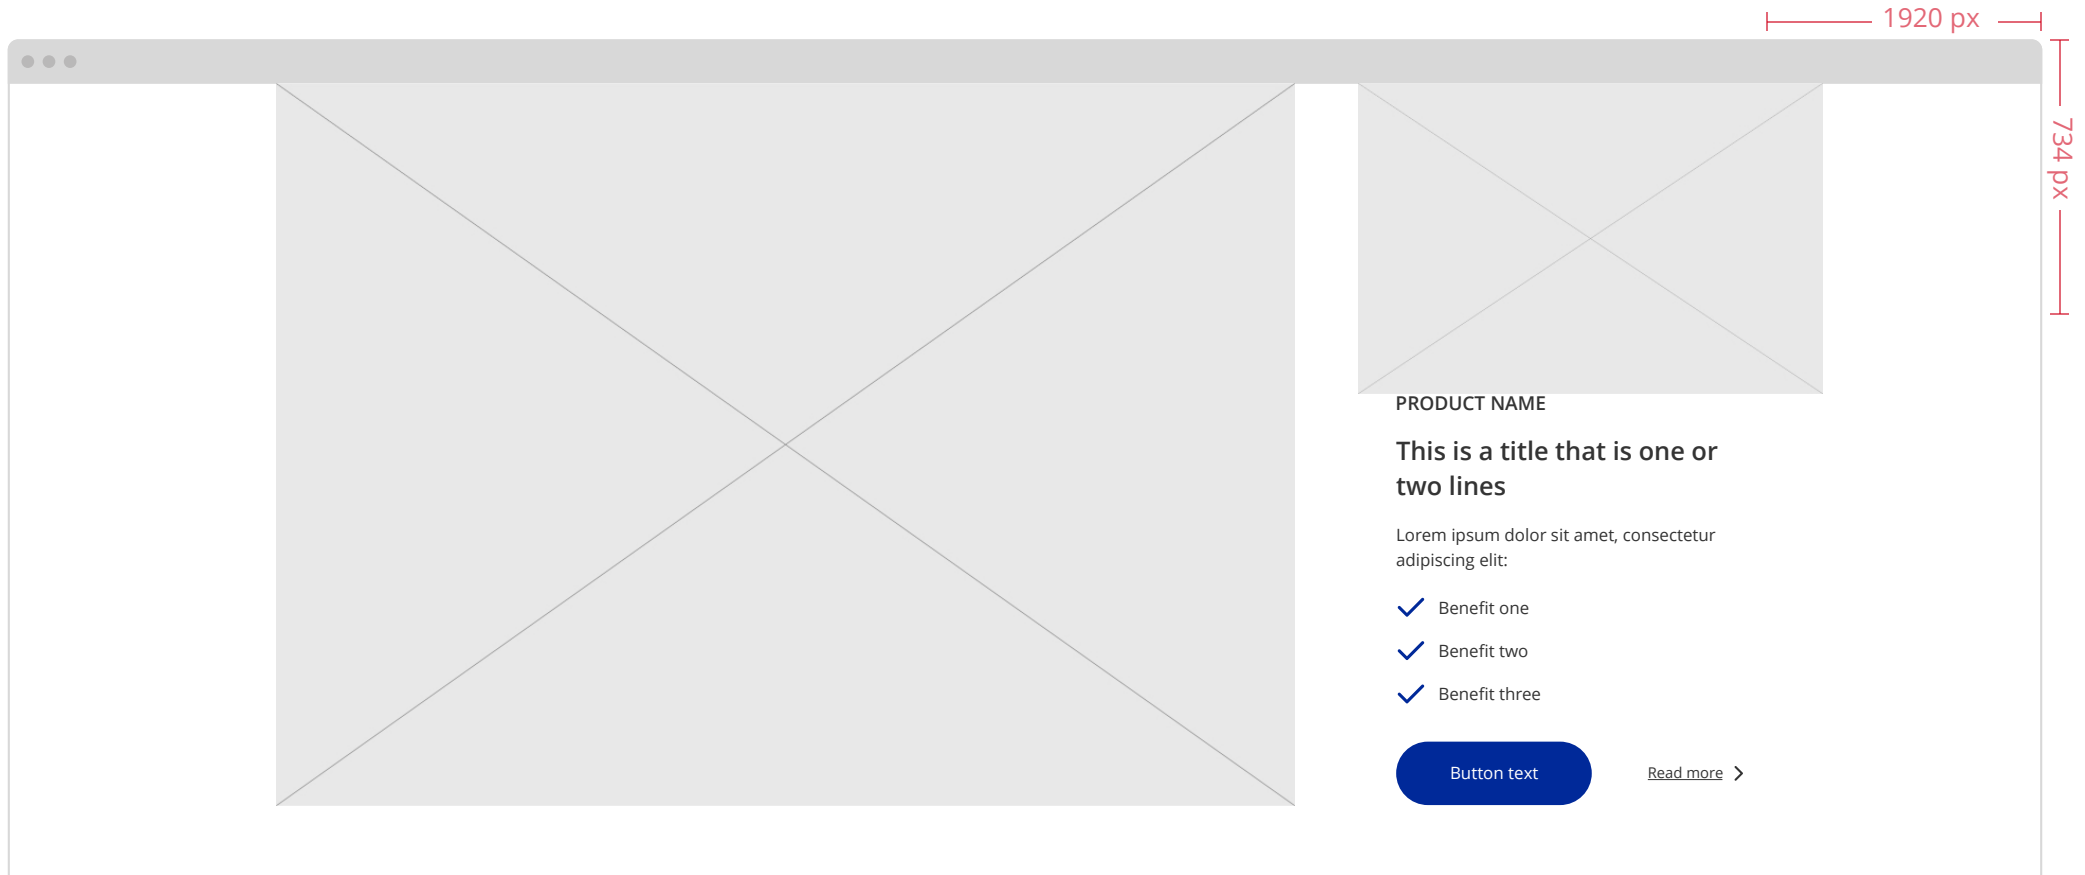 1920 px
734 px
PRODUCT NAME
This is a title that is one or
two lines
Lorem ipsum dolor sit amet, consectetur
adipiscing elit:
Benefit one
Benefit two
Benefit three
Button text
Read more